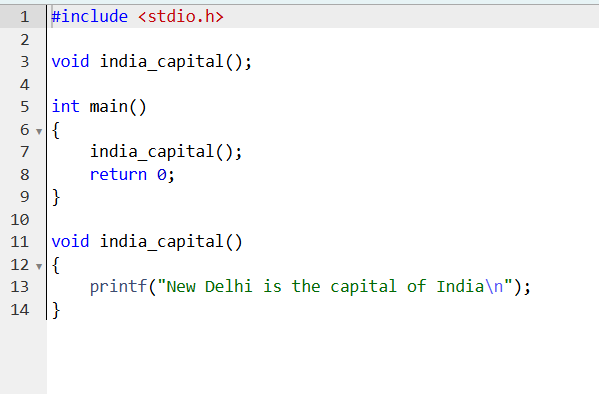 1 #include <stdio.h>
2
3 void india_capital();
4
5 int main()
6 {
7     india_capital();
8     return 0;
9 }
10
11 void india_capital()
12 {
13     printf("New Delhi is the capital of India\n");
14 }